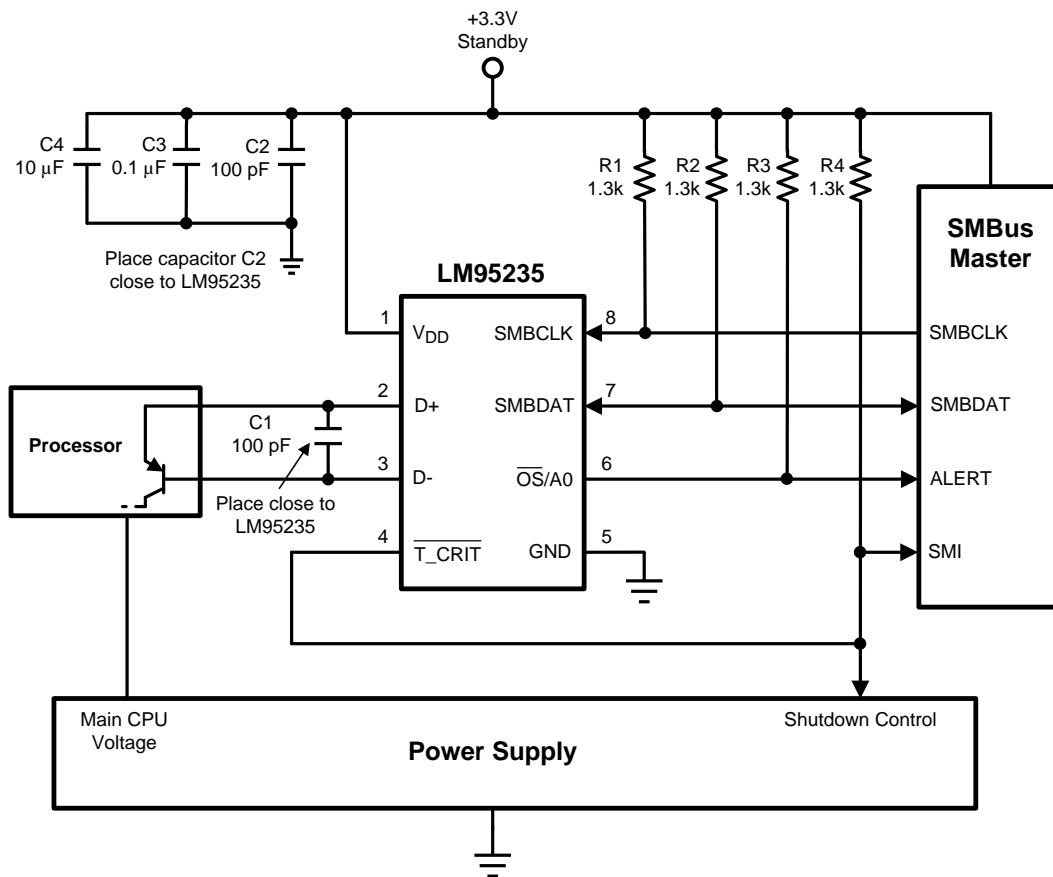 +3.3V
Standby
C4
10 μF
C3
0.1 μF
C2
100 pF
R1
1.3k
R2
1.3k
R3
1.3k
R4
1.3k
Place capacitor C2
close to LM95235
SMBus
Master
LM95235
1
VDD
SMBCLK
8
SMBCLK
2
D+
SMBDAT
7
SMBDAT
Processor
C1
100 pF
3
D-
OS/A0
6
ALERT
Place close to
LM95235
4
T_CRIT
GND
5
SMI
Main CPU
Voltage
Shutdown Control
Power Supply